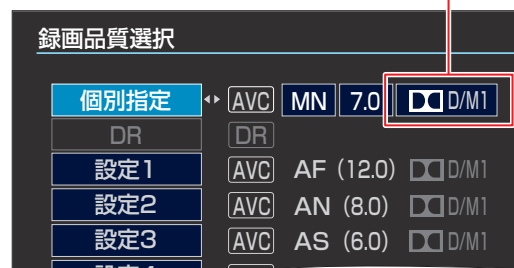 録画品質選択
個別指定 AVC MN 7.0 D/M1
DR DR
設定1 AVC AF (12.0) D/M1
設定2 AVC AN (8.0) D/M1
設定3 AVC AS (6.0) D/M1